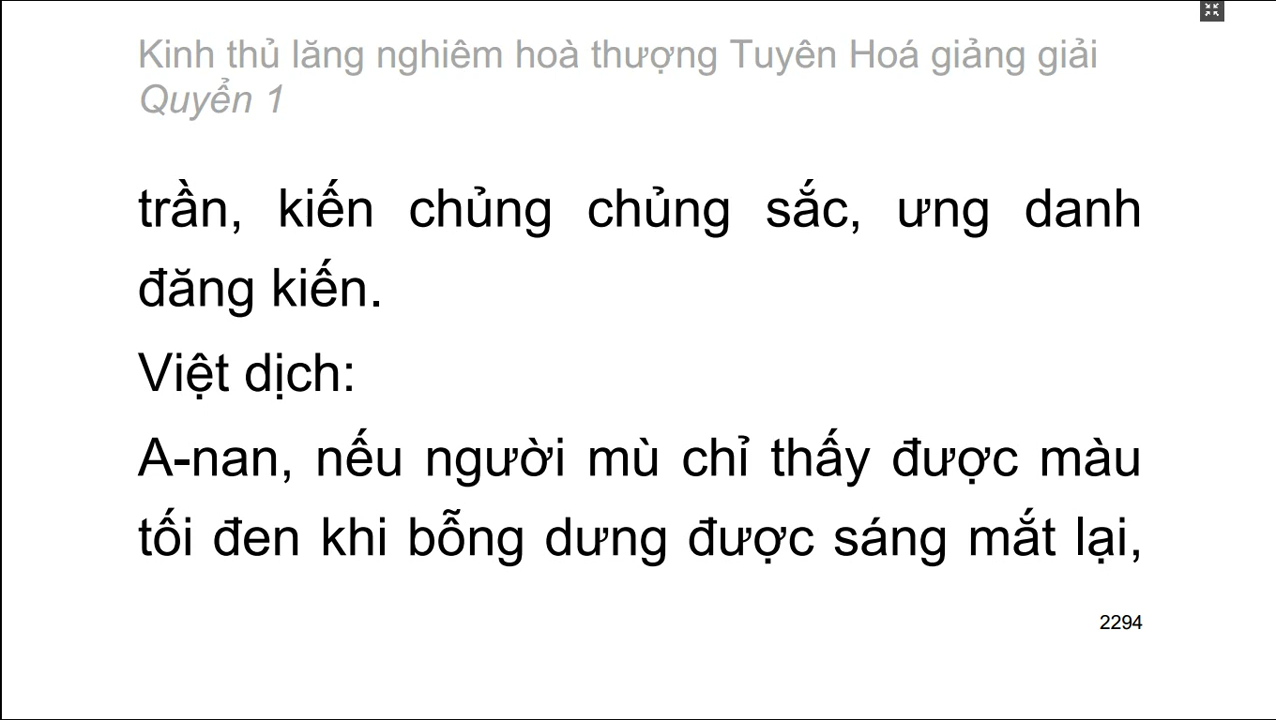 Kinh thủ lăng nghiêm hoà thượng Tuyên Hoá giảng giải
Quyển 1
trần, kiến chủng chủng sắc, ưng danh
đăng kiến.
Việt dịch:
A-nan, nếu người mù chỉ thấy được màu
tối đen khi bỗng dưng được sáng mắt lại,
2294